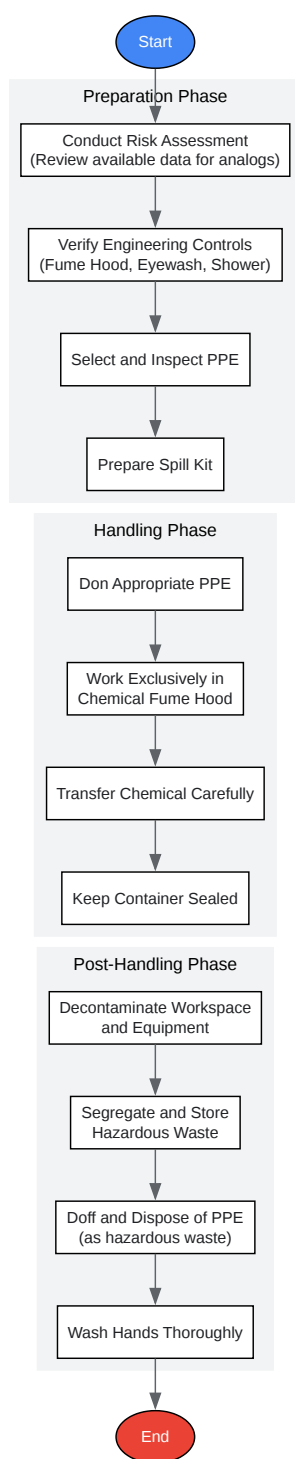 Start
Preparation Phase
Conduct Risk Assessment
(Review available data for analogs)
Verify Engineering Controls
(Fume Hood, Eyewash, Shower)
Select and Inspect PPE
Prepare Spill Kit
Handling Phase
Don Appropriate PPE
Work Exclusively in
Chemical Fume Hood
Transfer Chemical Carefully
Keep Container Sealed
Post-Handling Phase
Decontaminate Workspace
and Equipment
Segregate and Store
Hazardous Waste
Doff and Dispose of PPE
(as hazardous waste)
Wash Hands Thoroughly
End